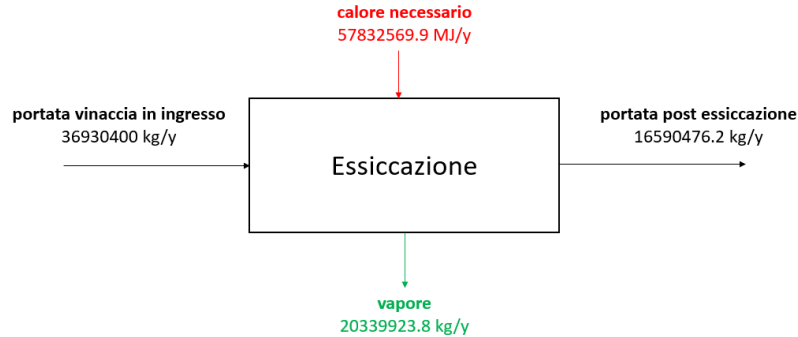 calore necessario
57832569.9 MJ/y
portata vinaccia in ingresso
36930400 kg/y
portata post essiccazione
16590476.2 kg/y
Essiccazione
vapore
20339923.8 kg/y